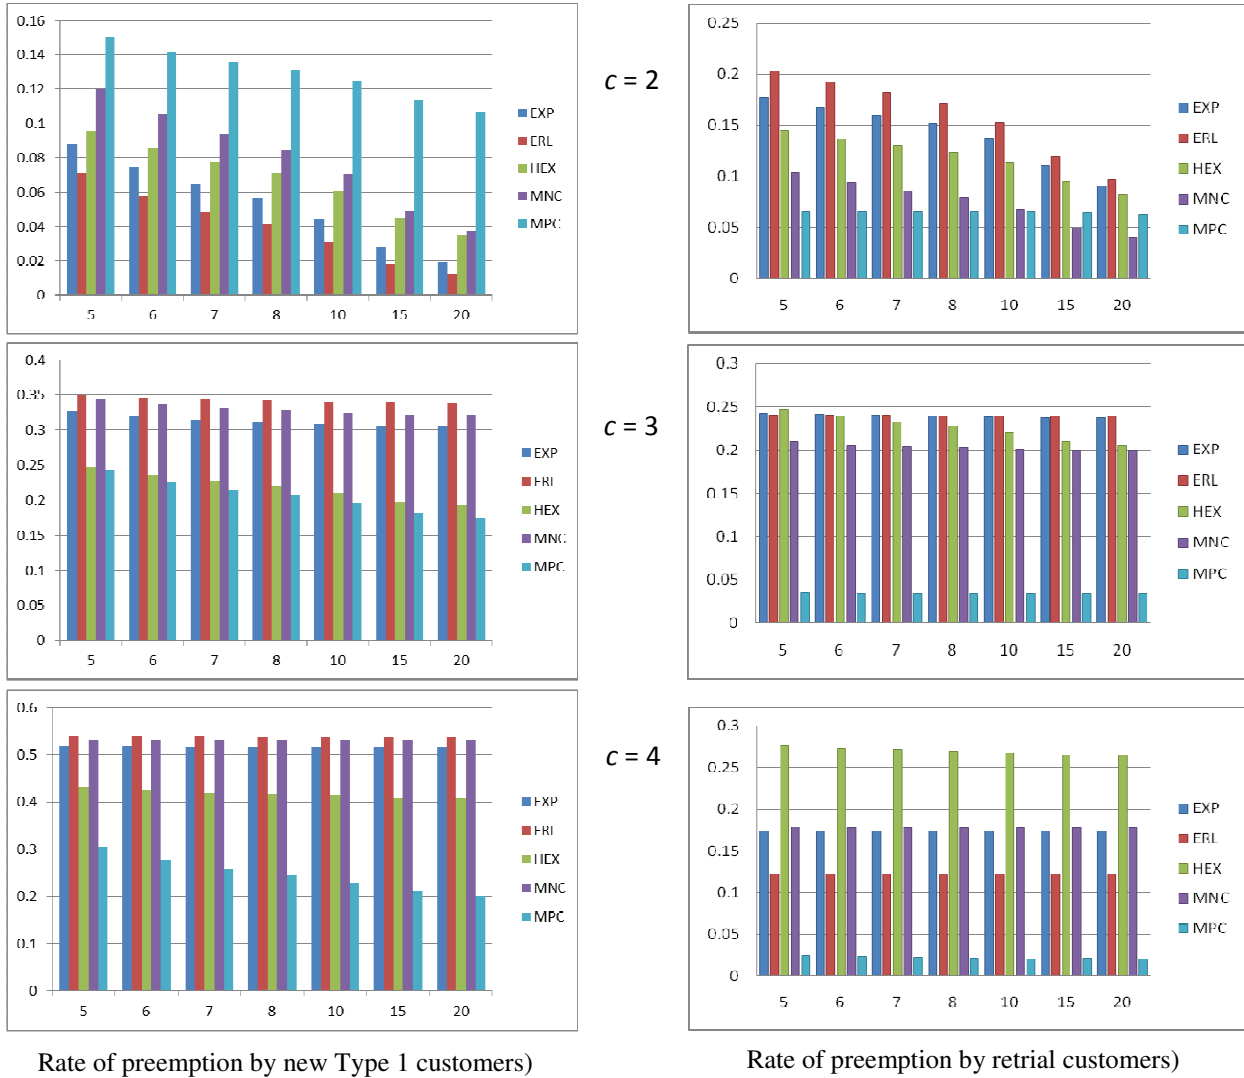 0.16
0.14
0.12
0.1
0.08
0.06
0.04
0.02
0
5 6 7 8 10 15 20
EXP
ERL
HEX
MNC
MPC
c = 2
0.25
0.2
0.15
0.1
0.05
0
5 6 7 8 10 15 20
EXP
ERL
HEX
MNC
MPC
0.4
0.35
0.3
0.25
0.2
0.15
0.1
0.05
0
5 6 7 8 10 15 20
EXP
ERL
HEX
MNC
MPC
c = 3
0.3
0.25
0.2
0.15
0.1
0.05
0
5 6 7 8 10 15 20
EXP
ERL
HEX
MNC
MPC
0.6
0.5
0.4
0.3
0.2
0.1
0
5 6 7 8 10 15 20
EXP
ERL
HEX
MNC
MPC
c = 4
0.3
0.25
0.2
0.15
0.1
0.05
0
5 6 7 8 10 15 20
EXP
ERL
HEX
MNC
MPC
Rate of preemption by new Type 1 customers)
Rate of preemption by retrial customers)